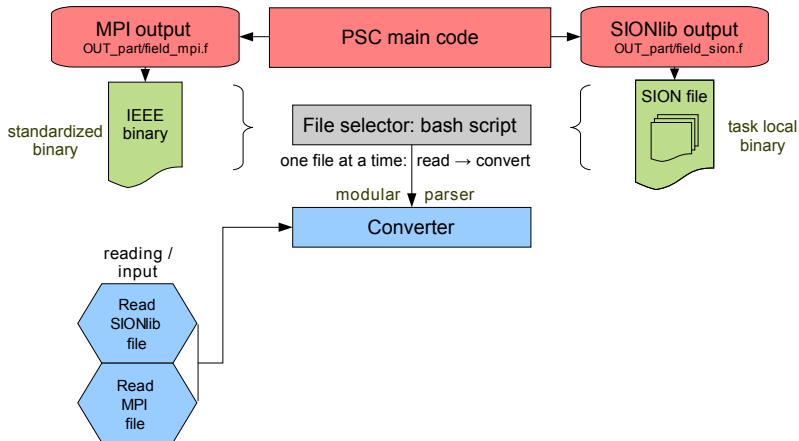 MPI output
OUT_part/field_mpi.f
PSC main code
SIONlib output
OUT_part/field_sion.f
standardized
binary
IEEE
binary
File selector: bash script
SION file
task local
binary
one file at a time: read → convert
modular parser
Converter
reading /
input
Read
SIONlib
file
Read
MPI
file